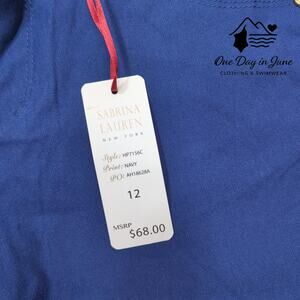 One Day in June
CLOTHING & SWIMWEAR
SABRINA
LAUREN
NEW YORK
Style: HP7156C
Print: NAVY
PO: AH18628A
12
MSRP
$68.00